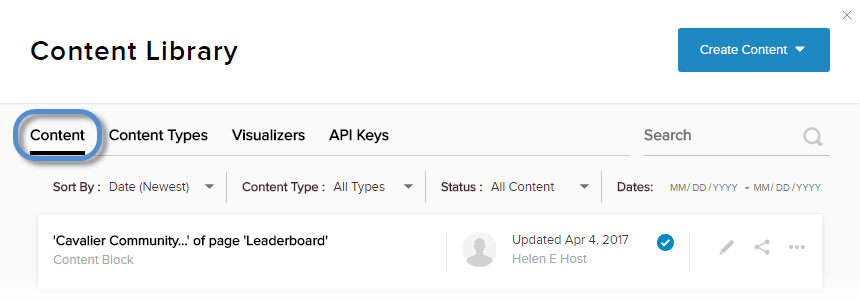 Content Library
Create Content
Content Content Types Visualizers API Keys Search
Sort By : Date (Newest) Content Type : All Types Status : All Content Dates: MM / DD / YYYY - MM / DD / YYYY
'Cavalier Community...' of page 'Leaderboard' Updated Apr 4, 2017
Content Block Helen E Host